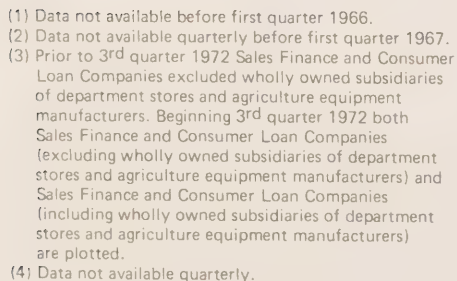 (1) Data not available before first quarter 1966.
(2) Data not available quarterly before first quarter 1967.
(3) Prior to 3rd quarter 1972 Sales Finance and Consumer
Loan Companies excluded wholly owned subsidiaries
of department stores and agriculture equipment
manufacturers. Beginning 3rd quarter 1972 both
Sales Finance and Consumer Loan Companies
(excluding wholly owned subsidiaries of department
stores and agriculture equipment manufacturers) and
Sales Finance and Consumer Loan Companies
(including wholly owned subsidiaries of department
stores and agriculture equipment manufacturers)
are plotted.
(4) Data not available quarterly.